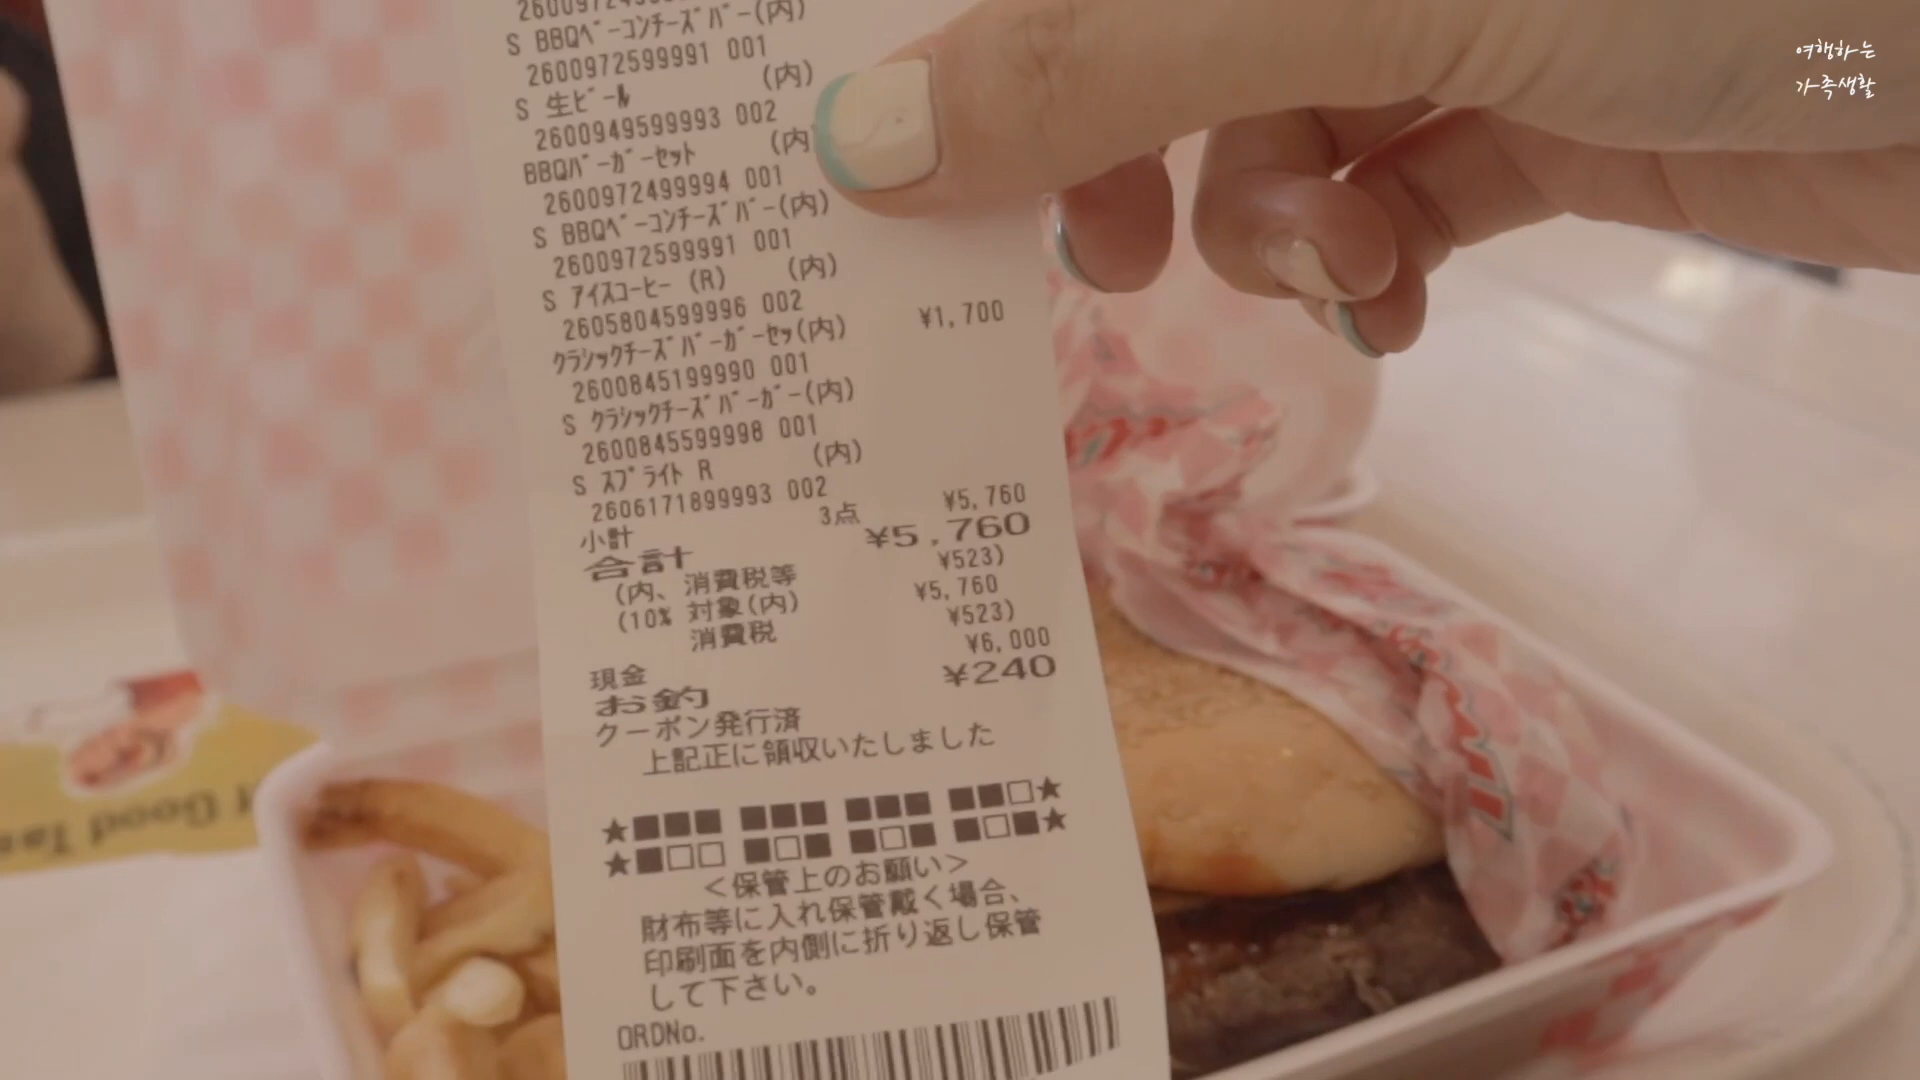 S BBQベーコンチーズバー(内)
2600972599991 001
S 生ビール (内)
2600949599993 002
BBQバーガーセット (内
2600972499994 001
S BBQベーコンチーズバー(内)
2600972599991 001
S アイスコーヒー (R) (内)
2605804599996 002
クラシックチーズバーガーセッ(内) ¥1,700
2600845199990 001
S クラシックチーズバーガー(内)
2600845599998 001
S スプライト R (内)
2606171899993 002
小計 3点 ¥5,760
合計 ¥5,760
(内、消費税等 ¥523)
(10% 対象(内) ¥5,760
消費税 ¥523)
現金 ¥6,000
お釣 ¥240
クーポン発行済
上記正に領収いたしました
★■■■ ■■■ ■■■ ■■□★
★■□□ ■□■ ■□■ ■□■★
<保管上のお願い>
財布等に入れ保管戴く場合、
印刷面を内側に折り返し保管
して下さい。
ORDNo.
여행하는
가족생활
Good